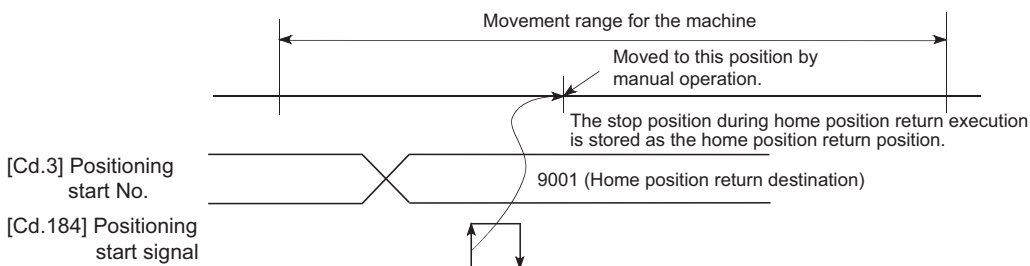 Movement range for the machine
Moved to this position by
manual operation.
The stop position during home position return execution
is stored as the home position return position.
[Cd.3] Positioning
start No.
9001 (Home position return destination)
[Cd.184] Positioning
start signal